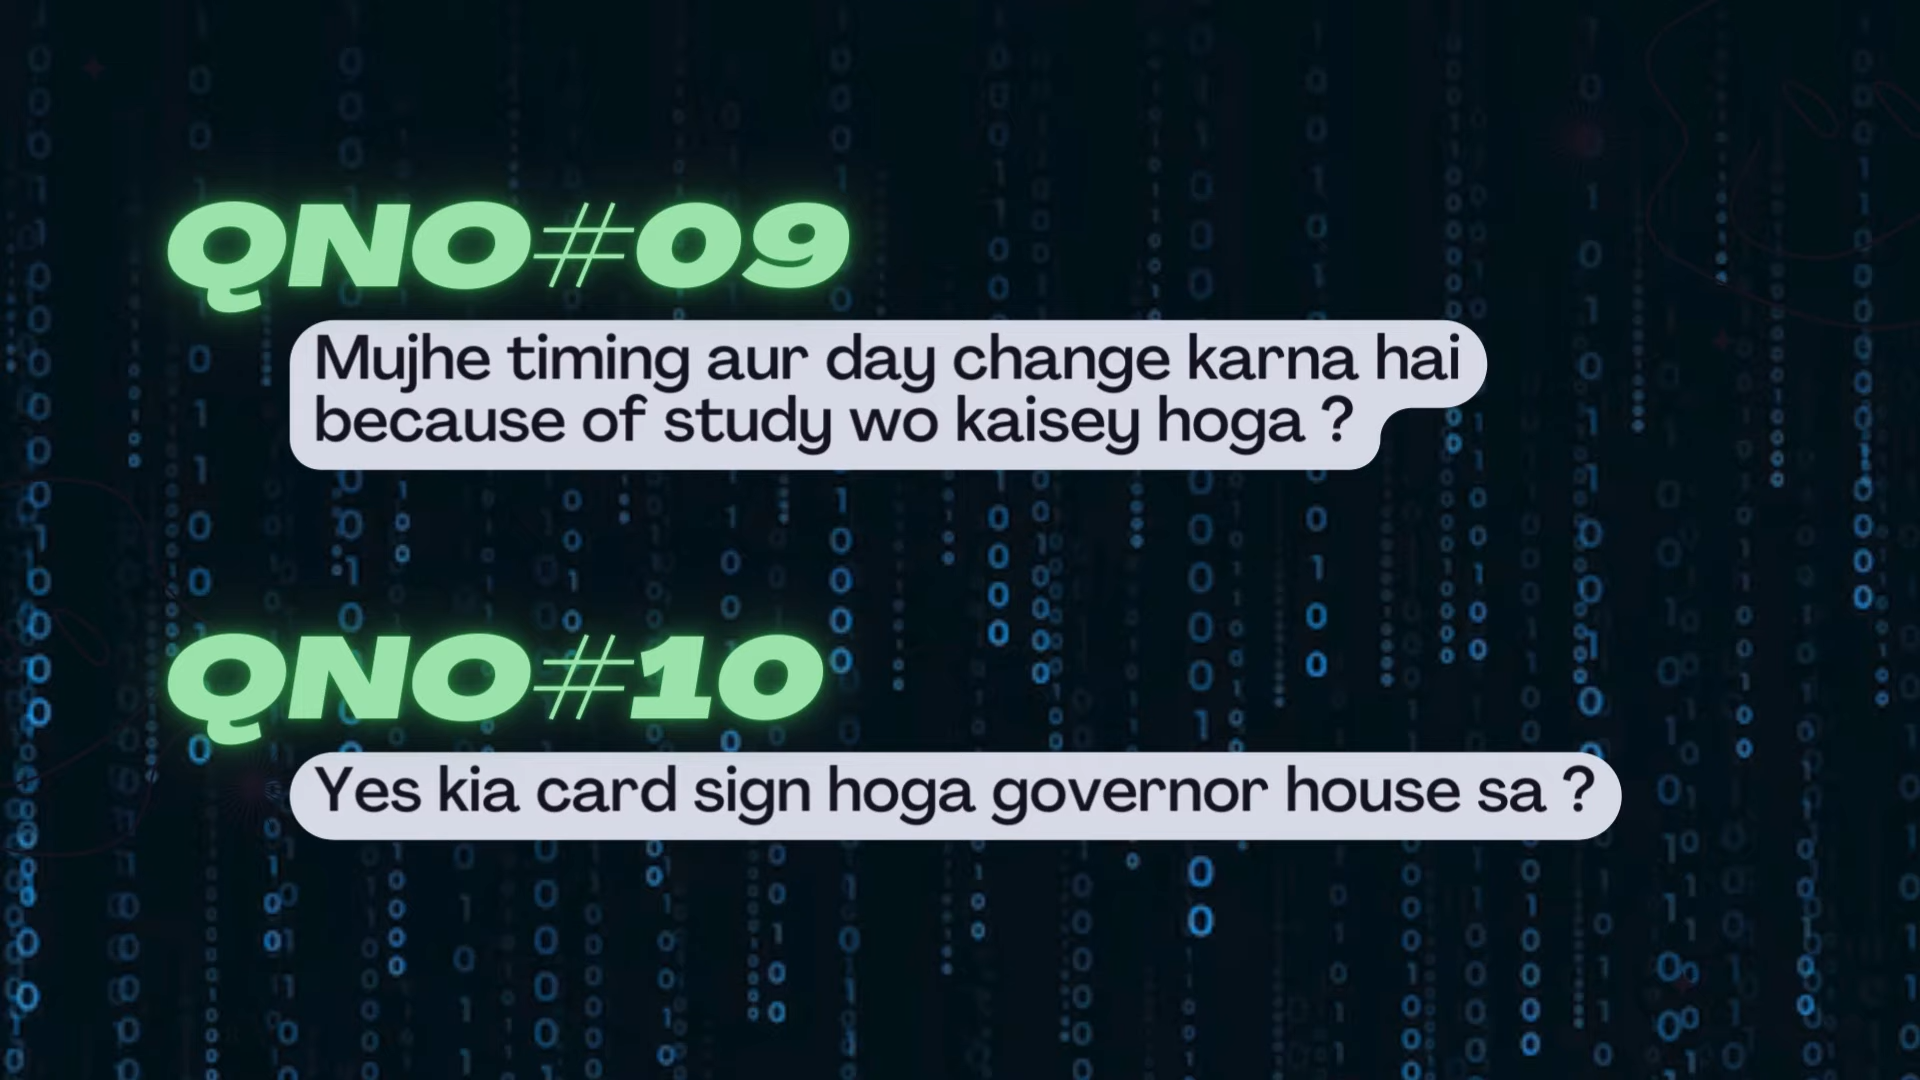 QNO#09
Mujhe timing aur day change karna hai
because of study wo kaisey hoga ?
QNO#10
Yes kia card sign hoga governor house sa ?